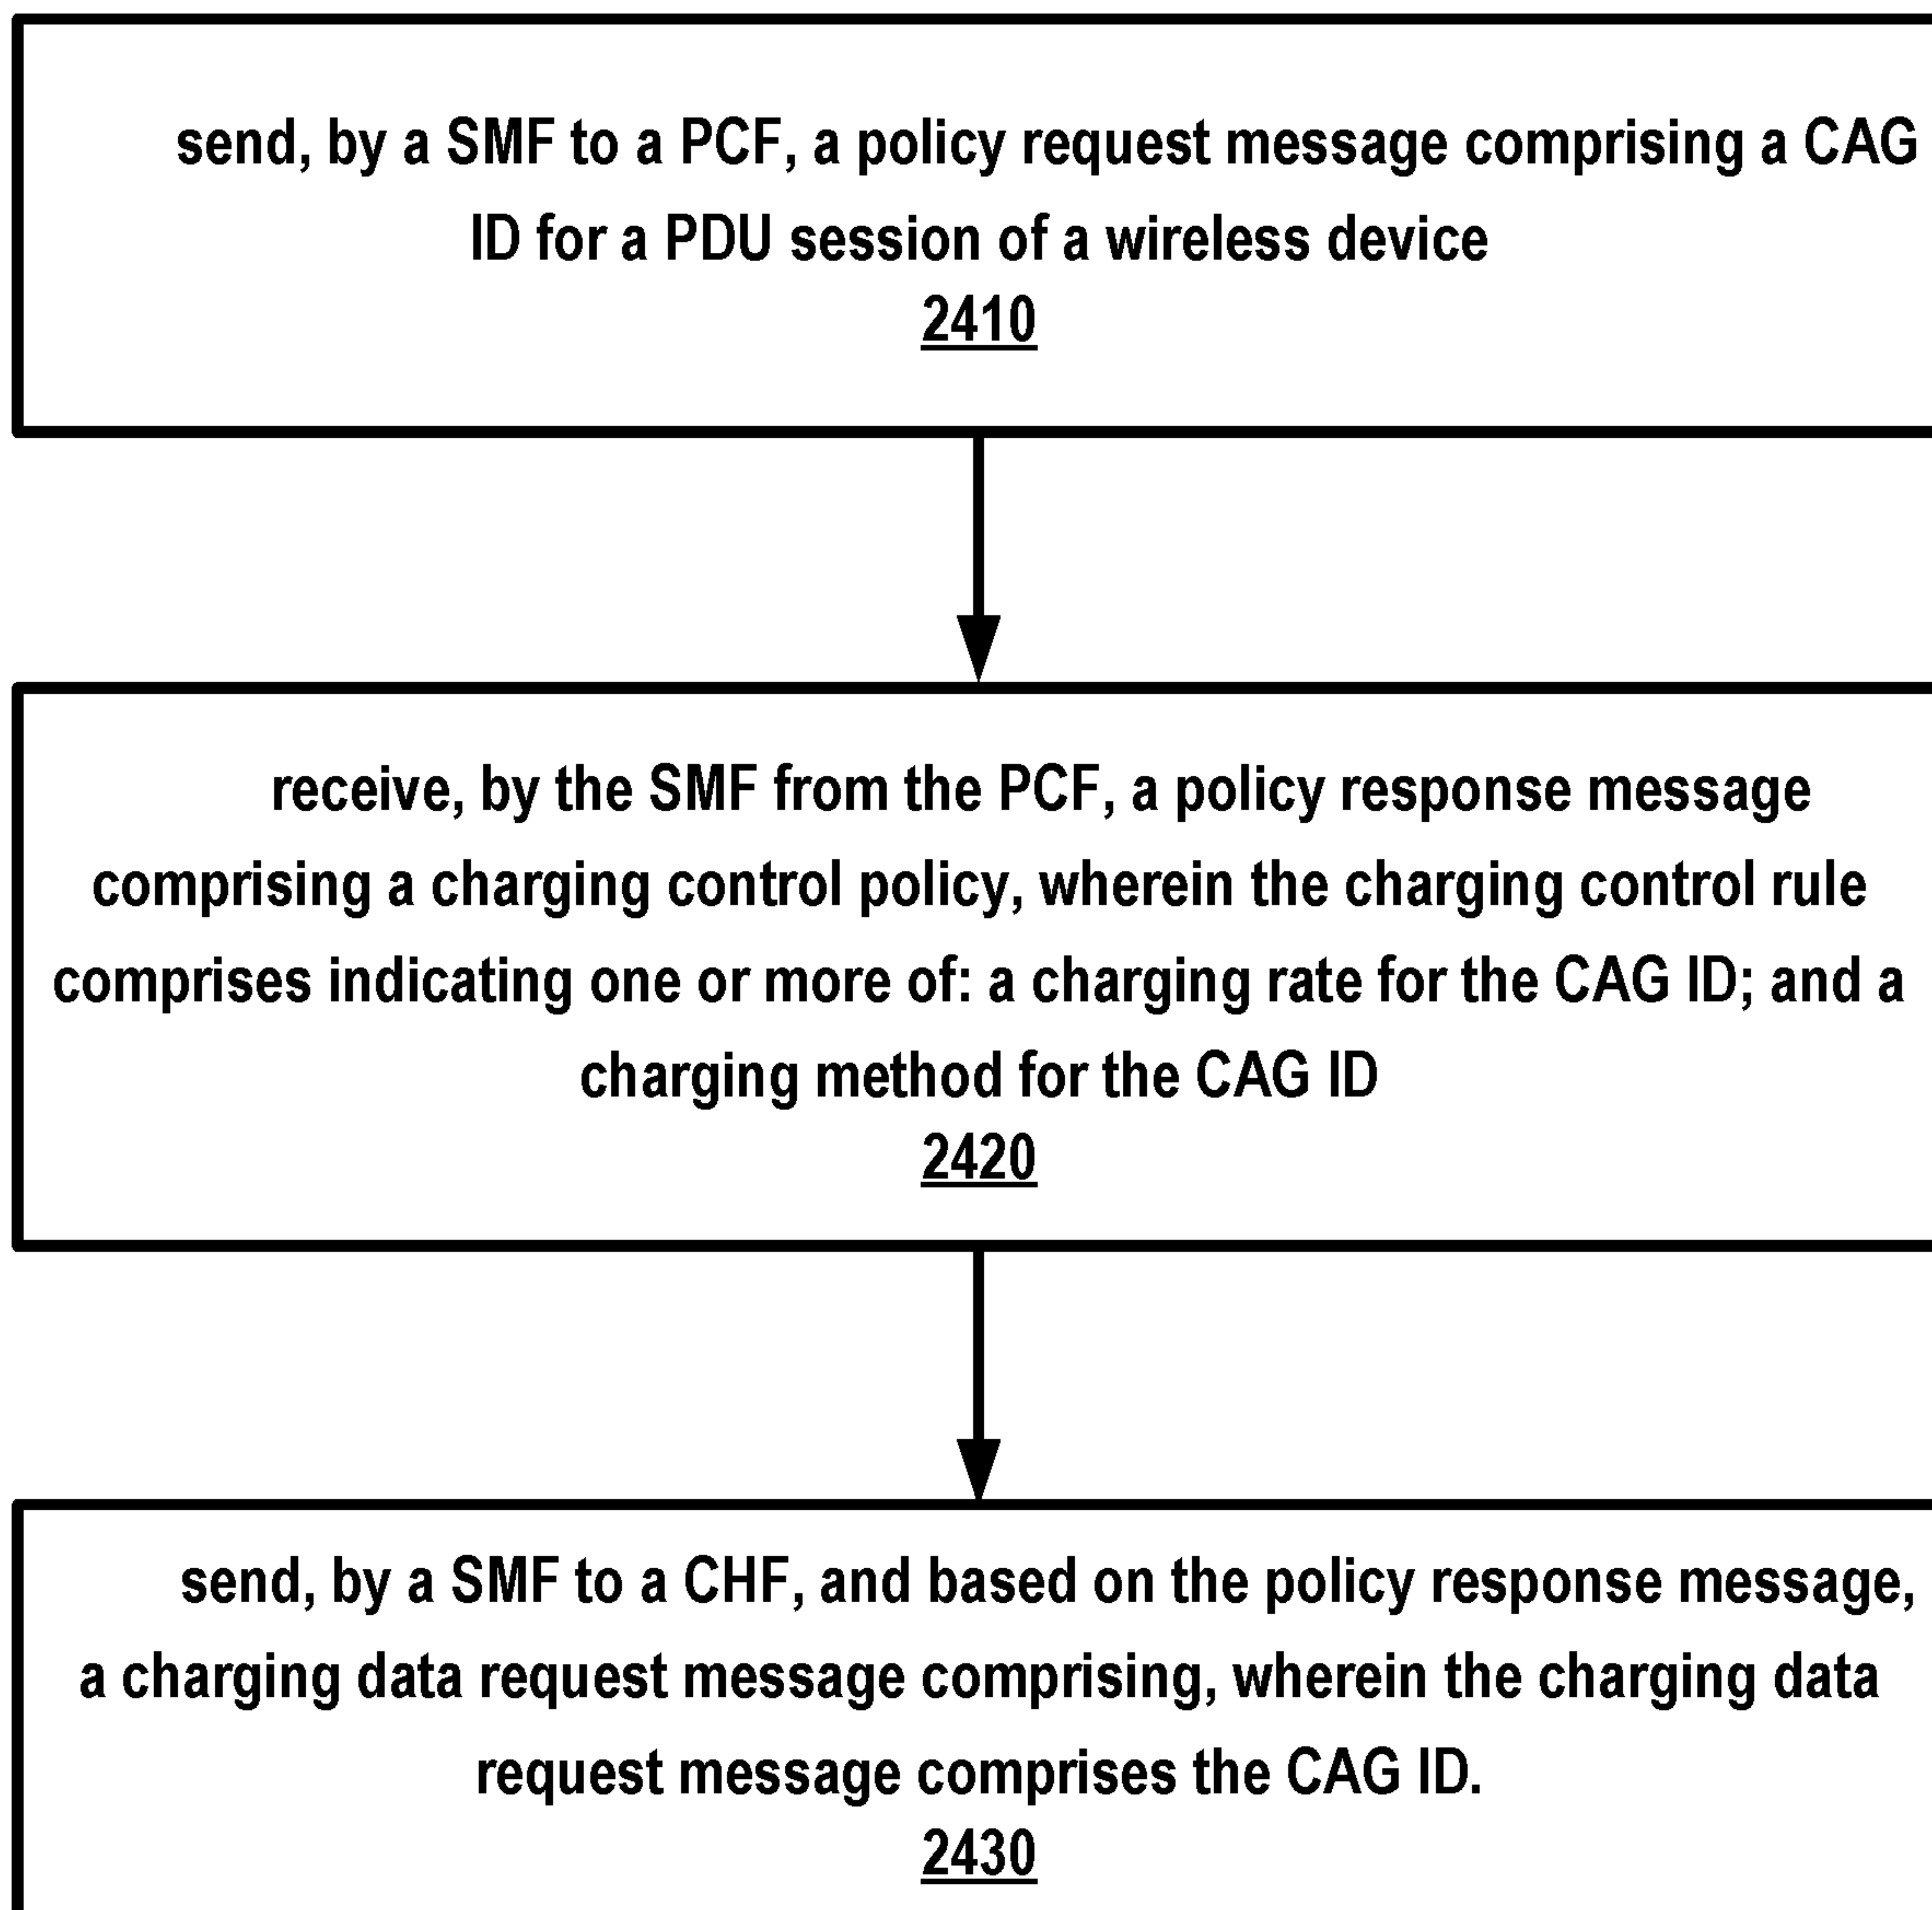 send, by a SMF to a PCF, a policy request message comprising a CAG
ID for a PDU session of a wireless device
2410
receive, by the SMF from the PCF, a policy response message
comprising a charging control policy, wherein the charging control rule
comprises indicating one or more of: a charging rate for the CAG ID; and a
charging method for the CAG ID
2420
send, by a SMF to a CHF, and based on the policy response message,
a charging data request message comprising, wherein the charging data
request message comprises the CAG ID.
2430